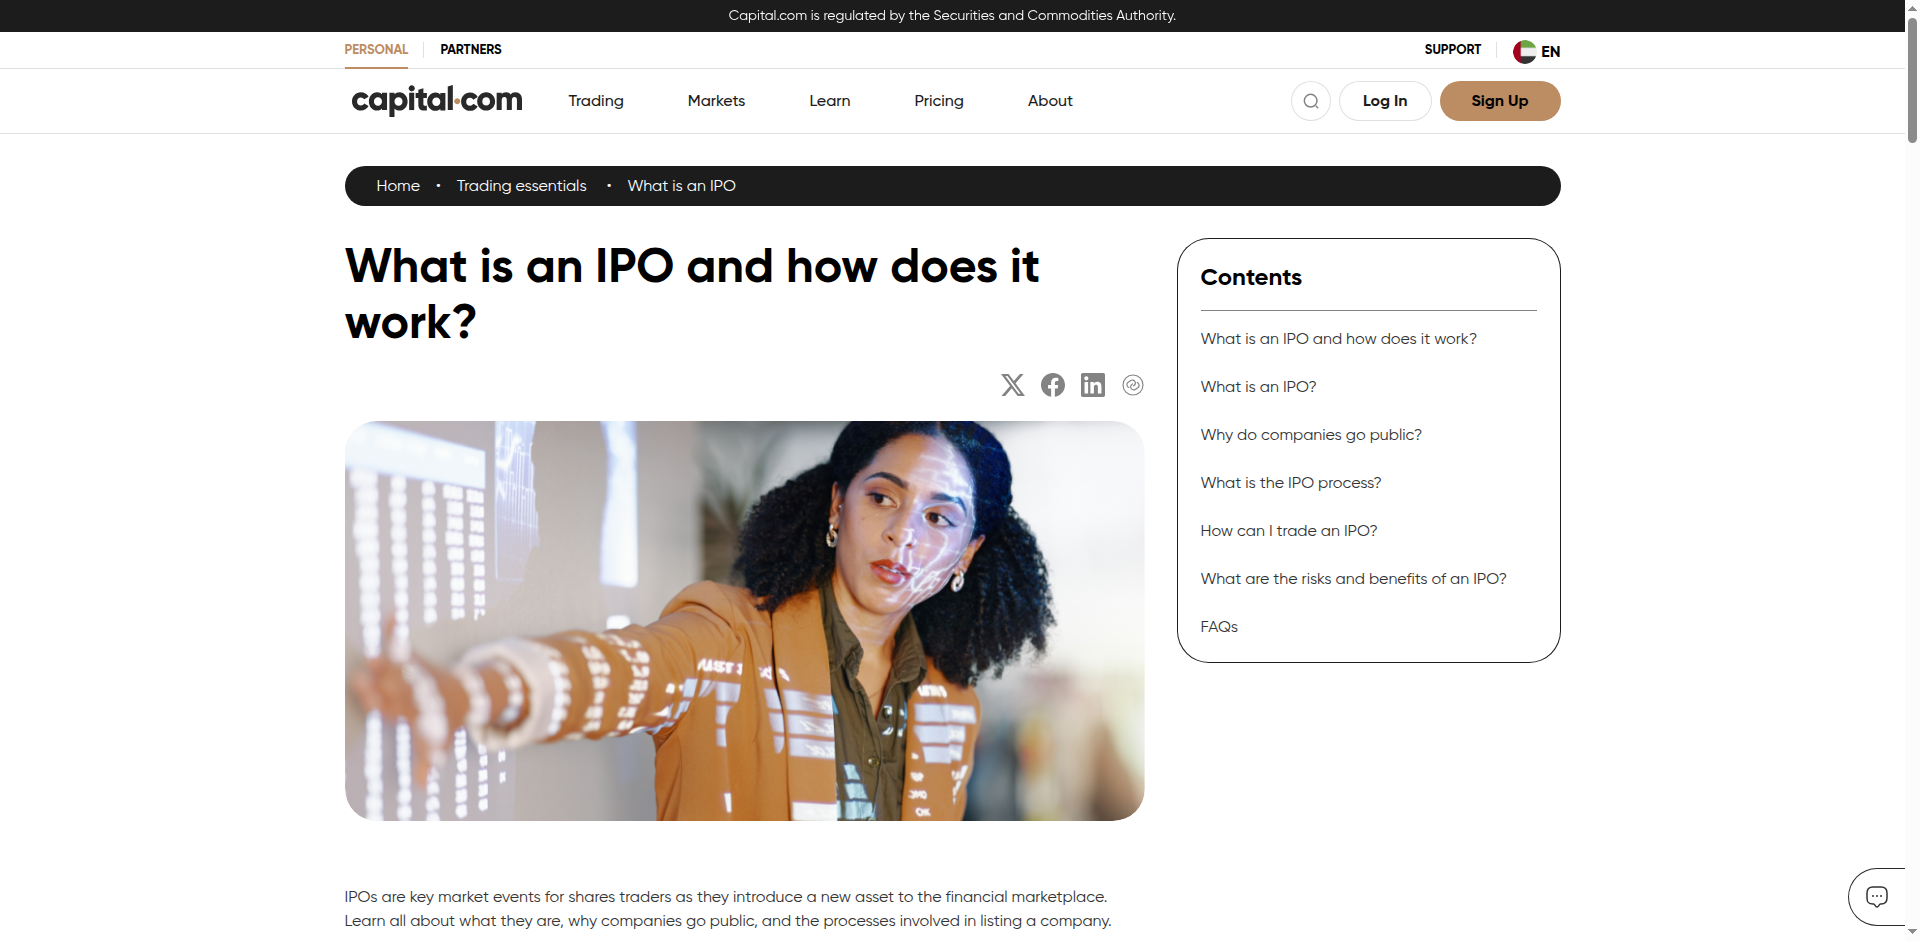 Capital.com is regulated by the Securities and Commodities Authority.
PERSONAL
PARTNERS
SUPPORT
EN
capital.com
Trading
Markets
Learn
Pricing
About
Log In
Sign Up
Home • Trading essentials • What is an IPO
What is an IPO and how does it
work?
Contents
What is an IPO and how does it work?
What is an IPO?
Why do companies go public?
What is the IPO process?
How can I trade an IPO?
What are the risks and benefits of an IPO?
FAQs
IPOs are key market events for shares traders as they introduce a new asset to the financial marketplace.
Learn all about what they are, why companies go public, and the processes involved in listing a company.